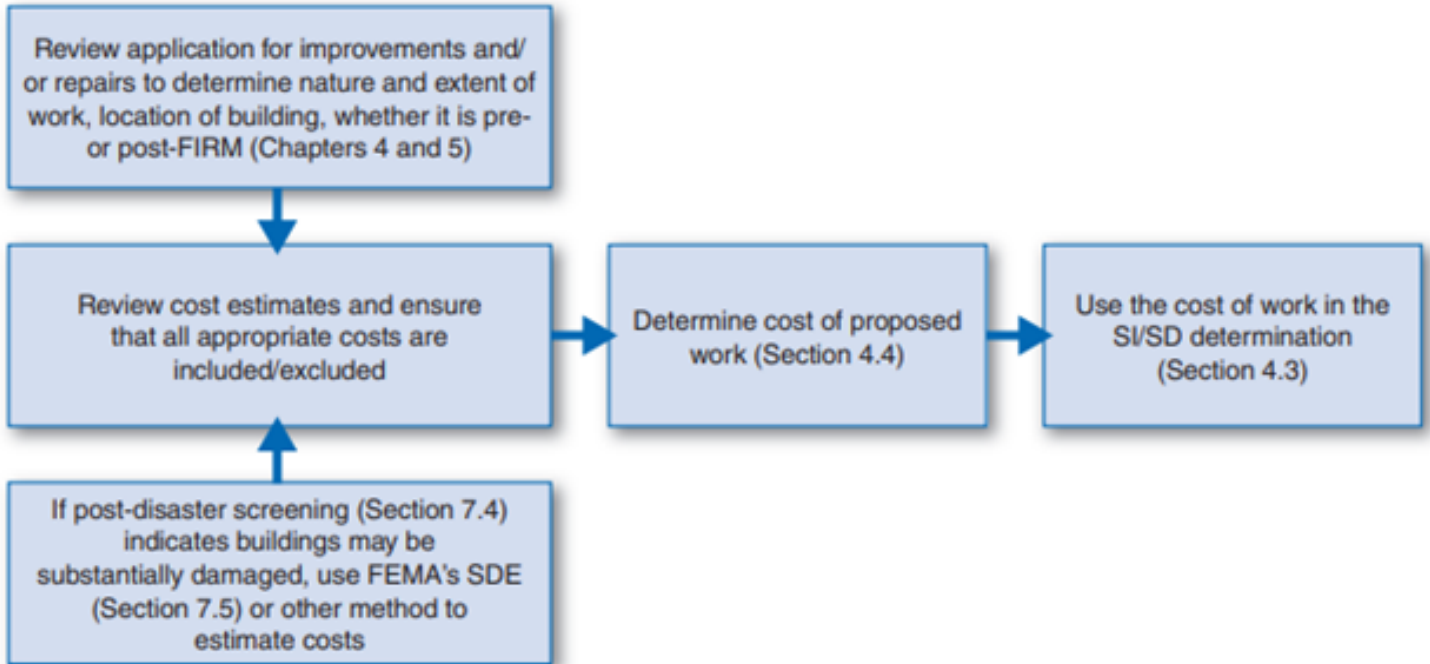 Review application for improvements and/
or repairs to determine nature and extent of
work, location of building, whether it is pre-
or post-FIRM (Chapters 4 and 5)
Review cost estimates and ensure
that all appropriate costs are
included/excluded
Determine cost of proposed
work (Section 4.4)
Use the cost of work in the
SI/SD determination
(Section 4.3)
If post-disaster screening (Section 7.4)
indicates buildings may be
substantially damaged, use FEMA's SDE
(Section 7.5) or other method to
estimate costs